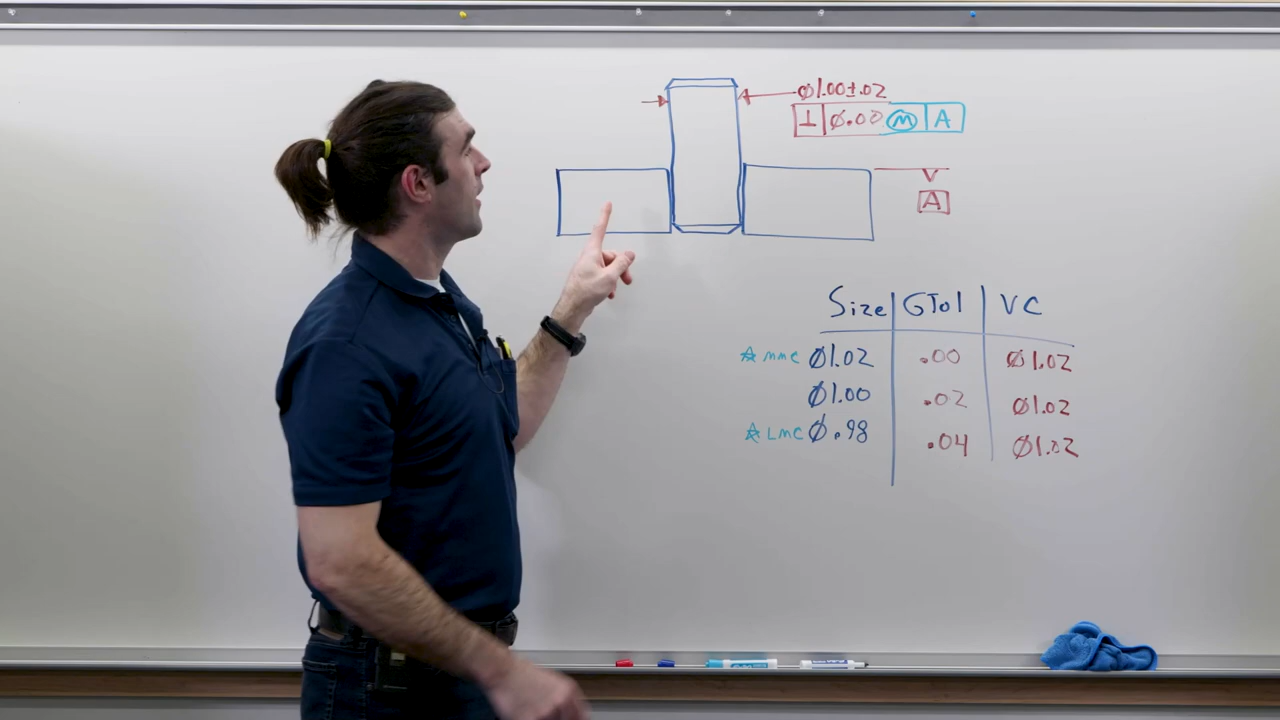 Ø1.00±.02
⊥ Ø.00 Ⓜ A
A
Size GTol VC
☆ MMC Ø1.02 .00 Ø1.02
Ø1.00 .02 Ø1.02
☆ LMC Ø.98 .04 Ø1.02